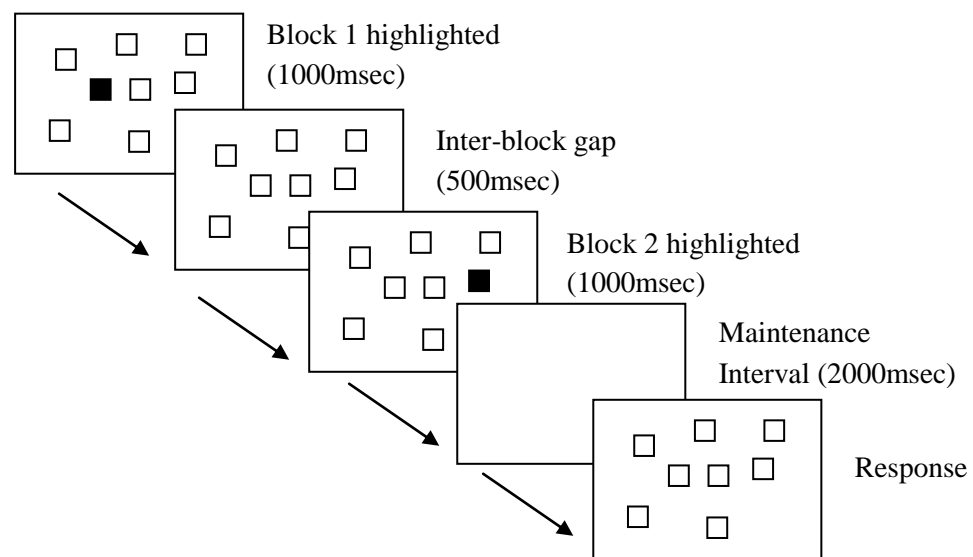 Block 1 highlighted
(1000msec)
Inter-block gap
(500msec)
Block 2 highlighted
(1000msec)
Maintenance
Interval (2000msec)
Response